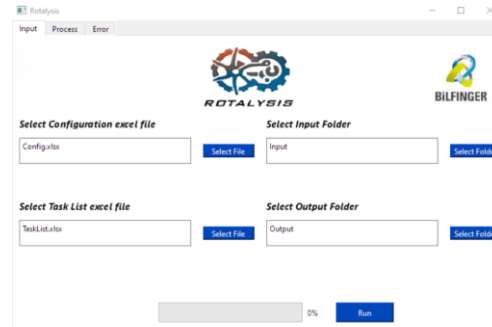 Rotalysis
Input Process Error
ROTALYSIS
BILFINGER
Select Configuration excel file
Select Input Folder
Config.xlsx
Select File
Input
Select Folde
Select Task List excel file
Select Output Folder
TaskList.xlsx
Select File
Output
Select Folde
0%
Run